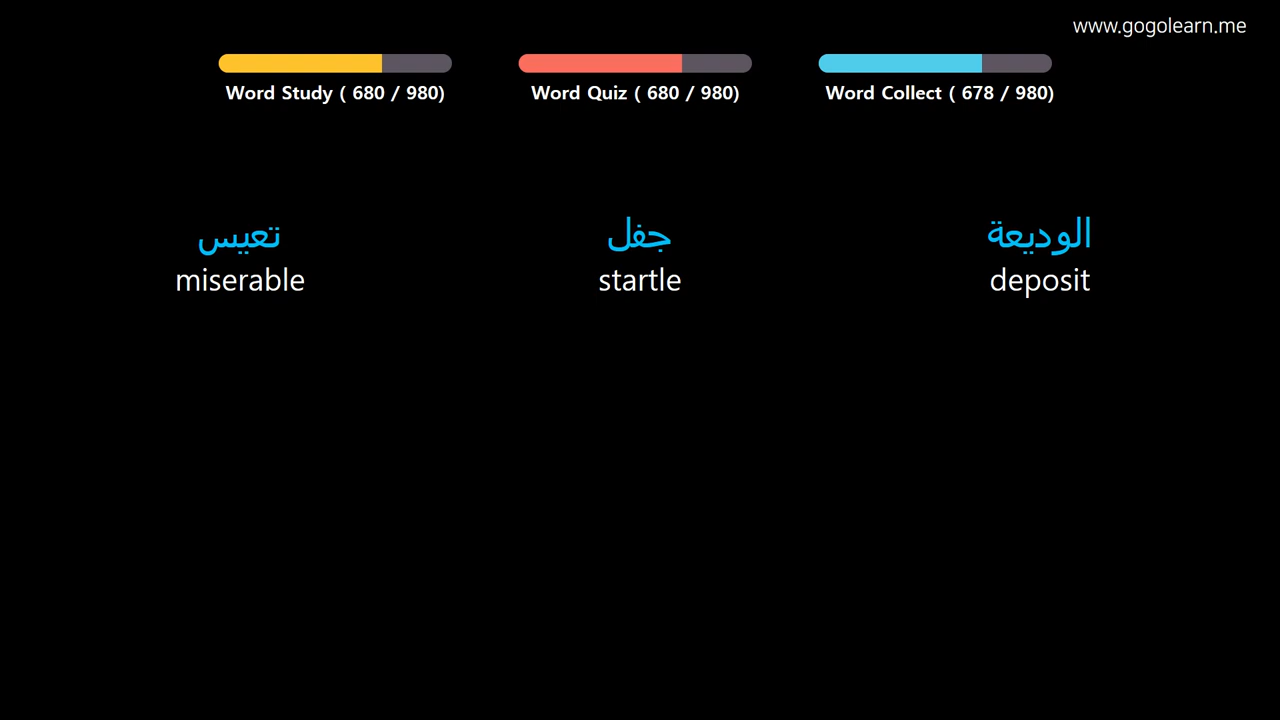 www.gogolearn.me
Word Study ( 680 / 980)
Word Quiz ( 680 / 980)
Word Collect ( 678 / 980)
تعيس
miserable
جفل
startle
الوديعة
deposit